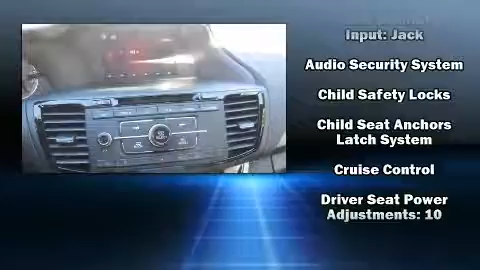 Input: Jack
Audio Security System
Child Safety Locks
Child Seat Anchors
Latch System
Cruise Control
Driver Seat Power
Adjustments: 10